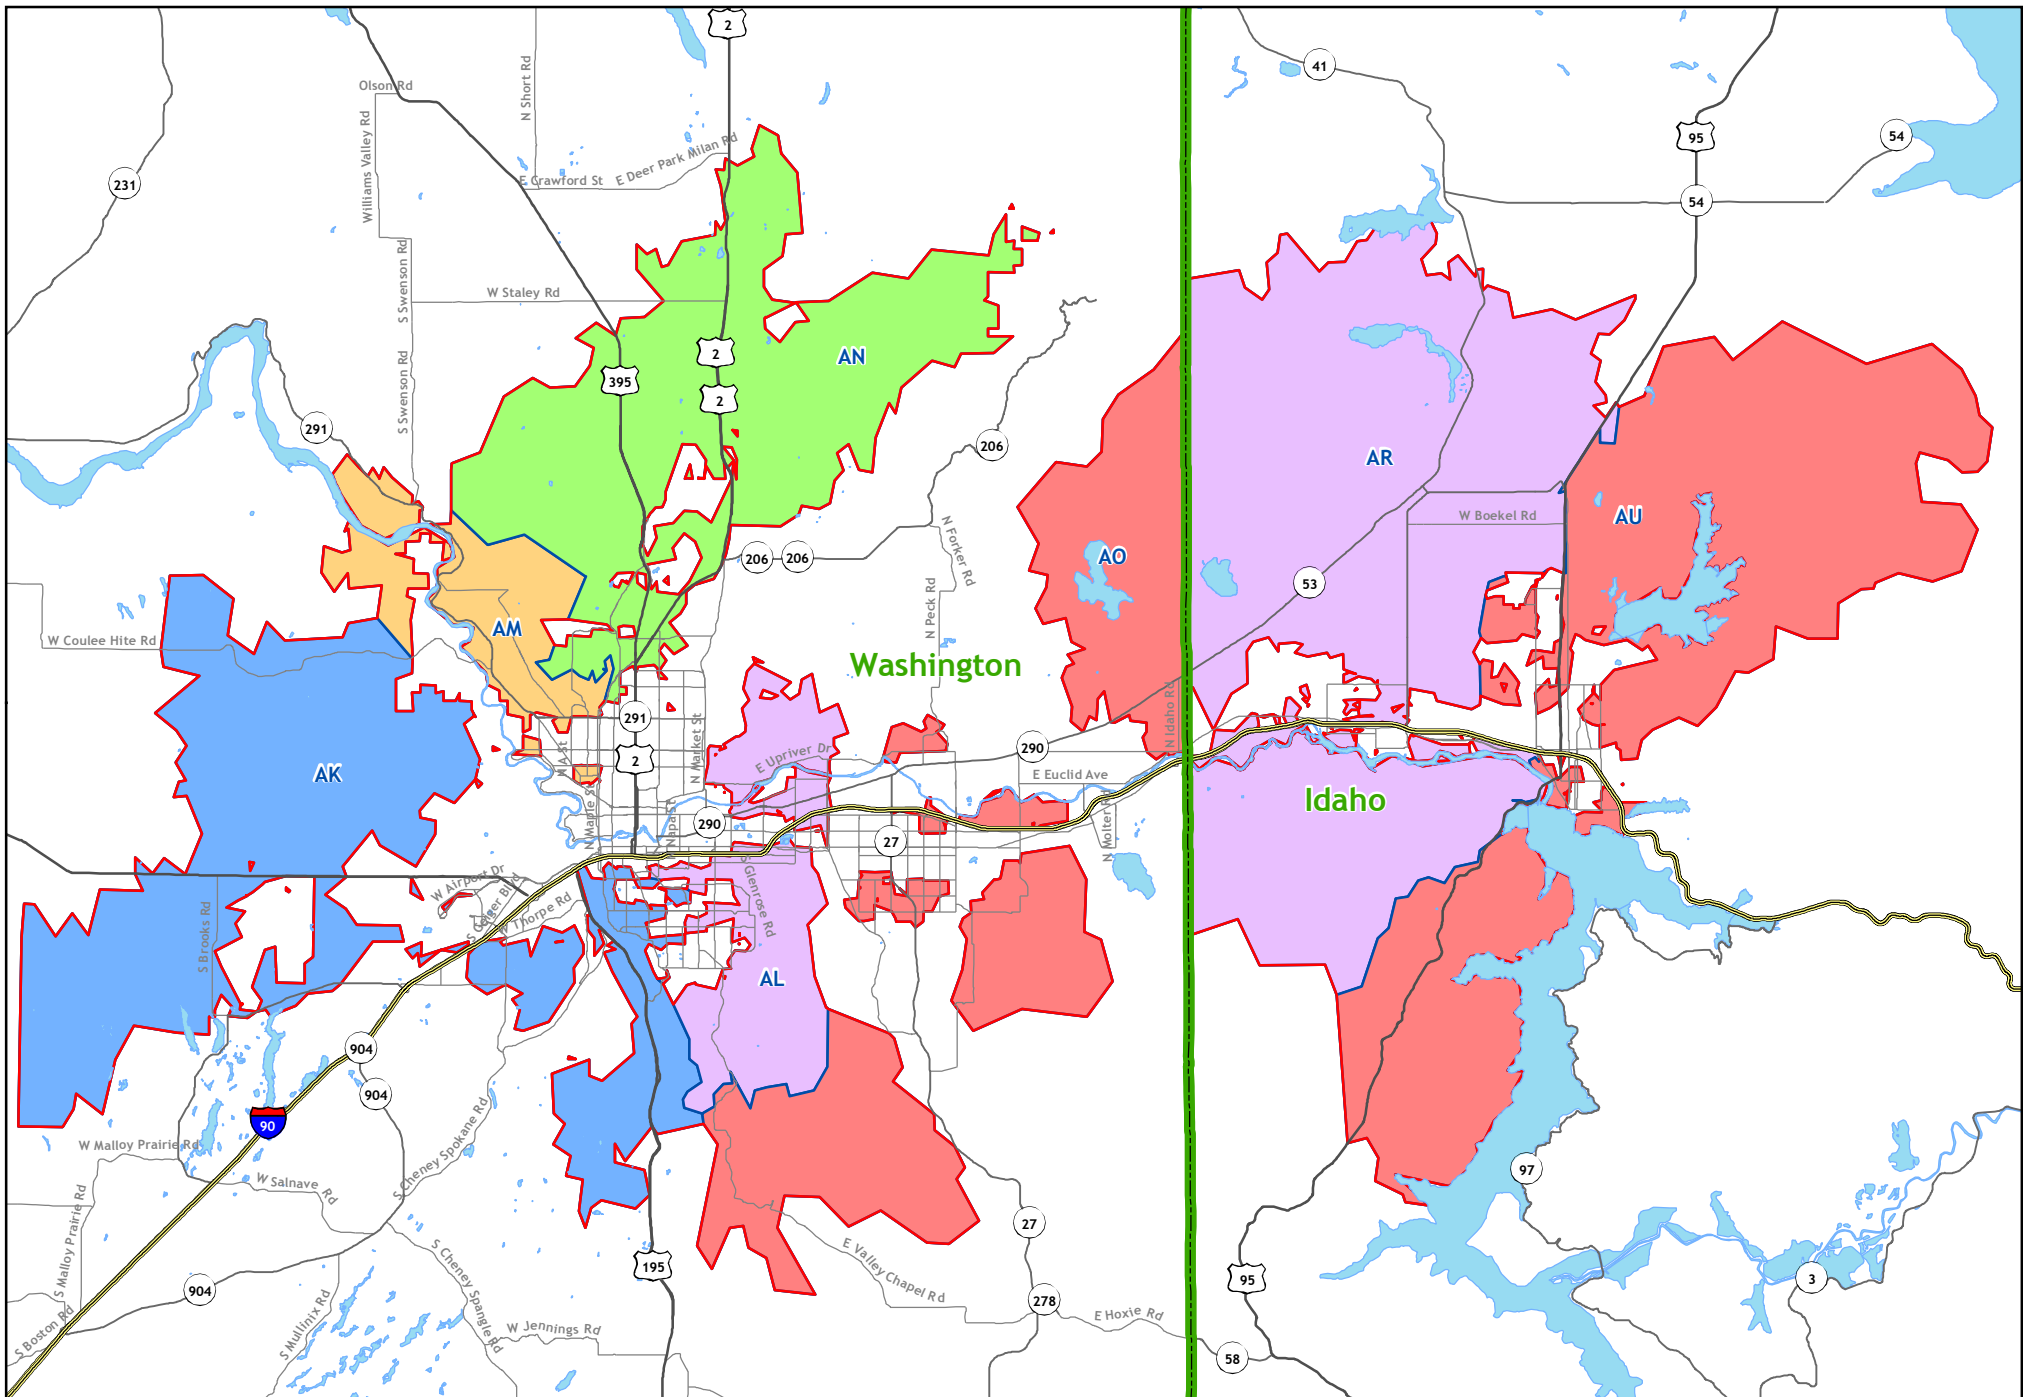 2
41
95
54
54
231
Olson Rd
N Short Rd
Williams Valley Rd
E Crawford St
E Deer Park Milan Rd
S Swenson Rd
W Staley Rd
S Swenson Rd
2
395
2
AN
291
206
AR
W Boekel Rd
AU
N Forker Rd
206
206
AO
53
N Peck Rd
W Coulee Hite Rd
AM
Washington
291
2
N Market St
N A St
E Upriver Dr
290
N Idaho Rd
AK
E Euclid Ave
Idaho
N Maple St
290
27
N Molter Rd
W Airport Dr
S Geiser Blvd
W Thorpe Rd
S Glenrose Rd
S Brooks Rd
AL
904
904
90
W Malloy Prairie Rd
W Salnave Rd
S Cheney Spokane Rd
S Malloy Prairie Rd
97
27
S Cheney Spangle Rd
195
E Valley Chapel Rd
95
3
904
S Mullinix Rd
S Boston Rd
W Jennings Rd
278
E Hoxie Rd
58